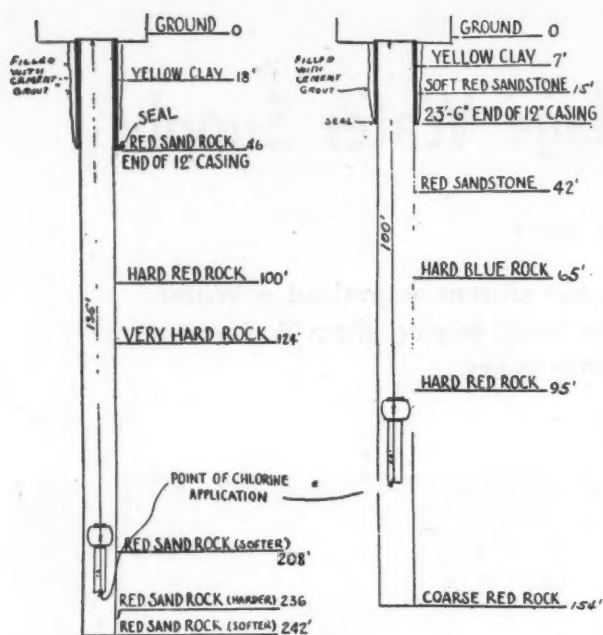 GROUND 0
FILLED
WITH
CEMENT
GROUT
YELLOW CLAY 18'
SEAL
RED SAND ROCK 46
END OF 12" CASING
HARD RED ROCK 100'
VERY HARD ROCK 124'
POINT OF CHLORINE
APPLICATION
RED SAND ROCK (SOFTER)
208'
RED SAND ROCK (HARDER) 236
RED SAND ROCK (SOFTER) 242'
GROUND 0
FILLED
WITH
CEMENT
GROUT
YELLOW CLAY 7'
SOFT RED SANDSTONE 15'
SEAL
23'-6" END OF 12" CASING
RED SANDSTONE 42'
100'
HARD BLUE ROCK 65'
HARD RED ROCK 95'
COARSE RED ROCK 154'